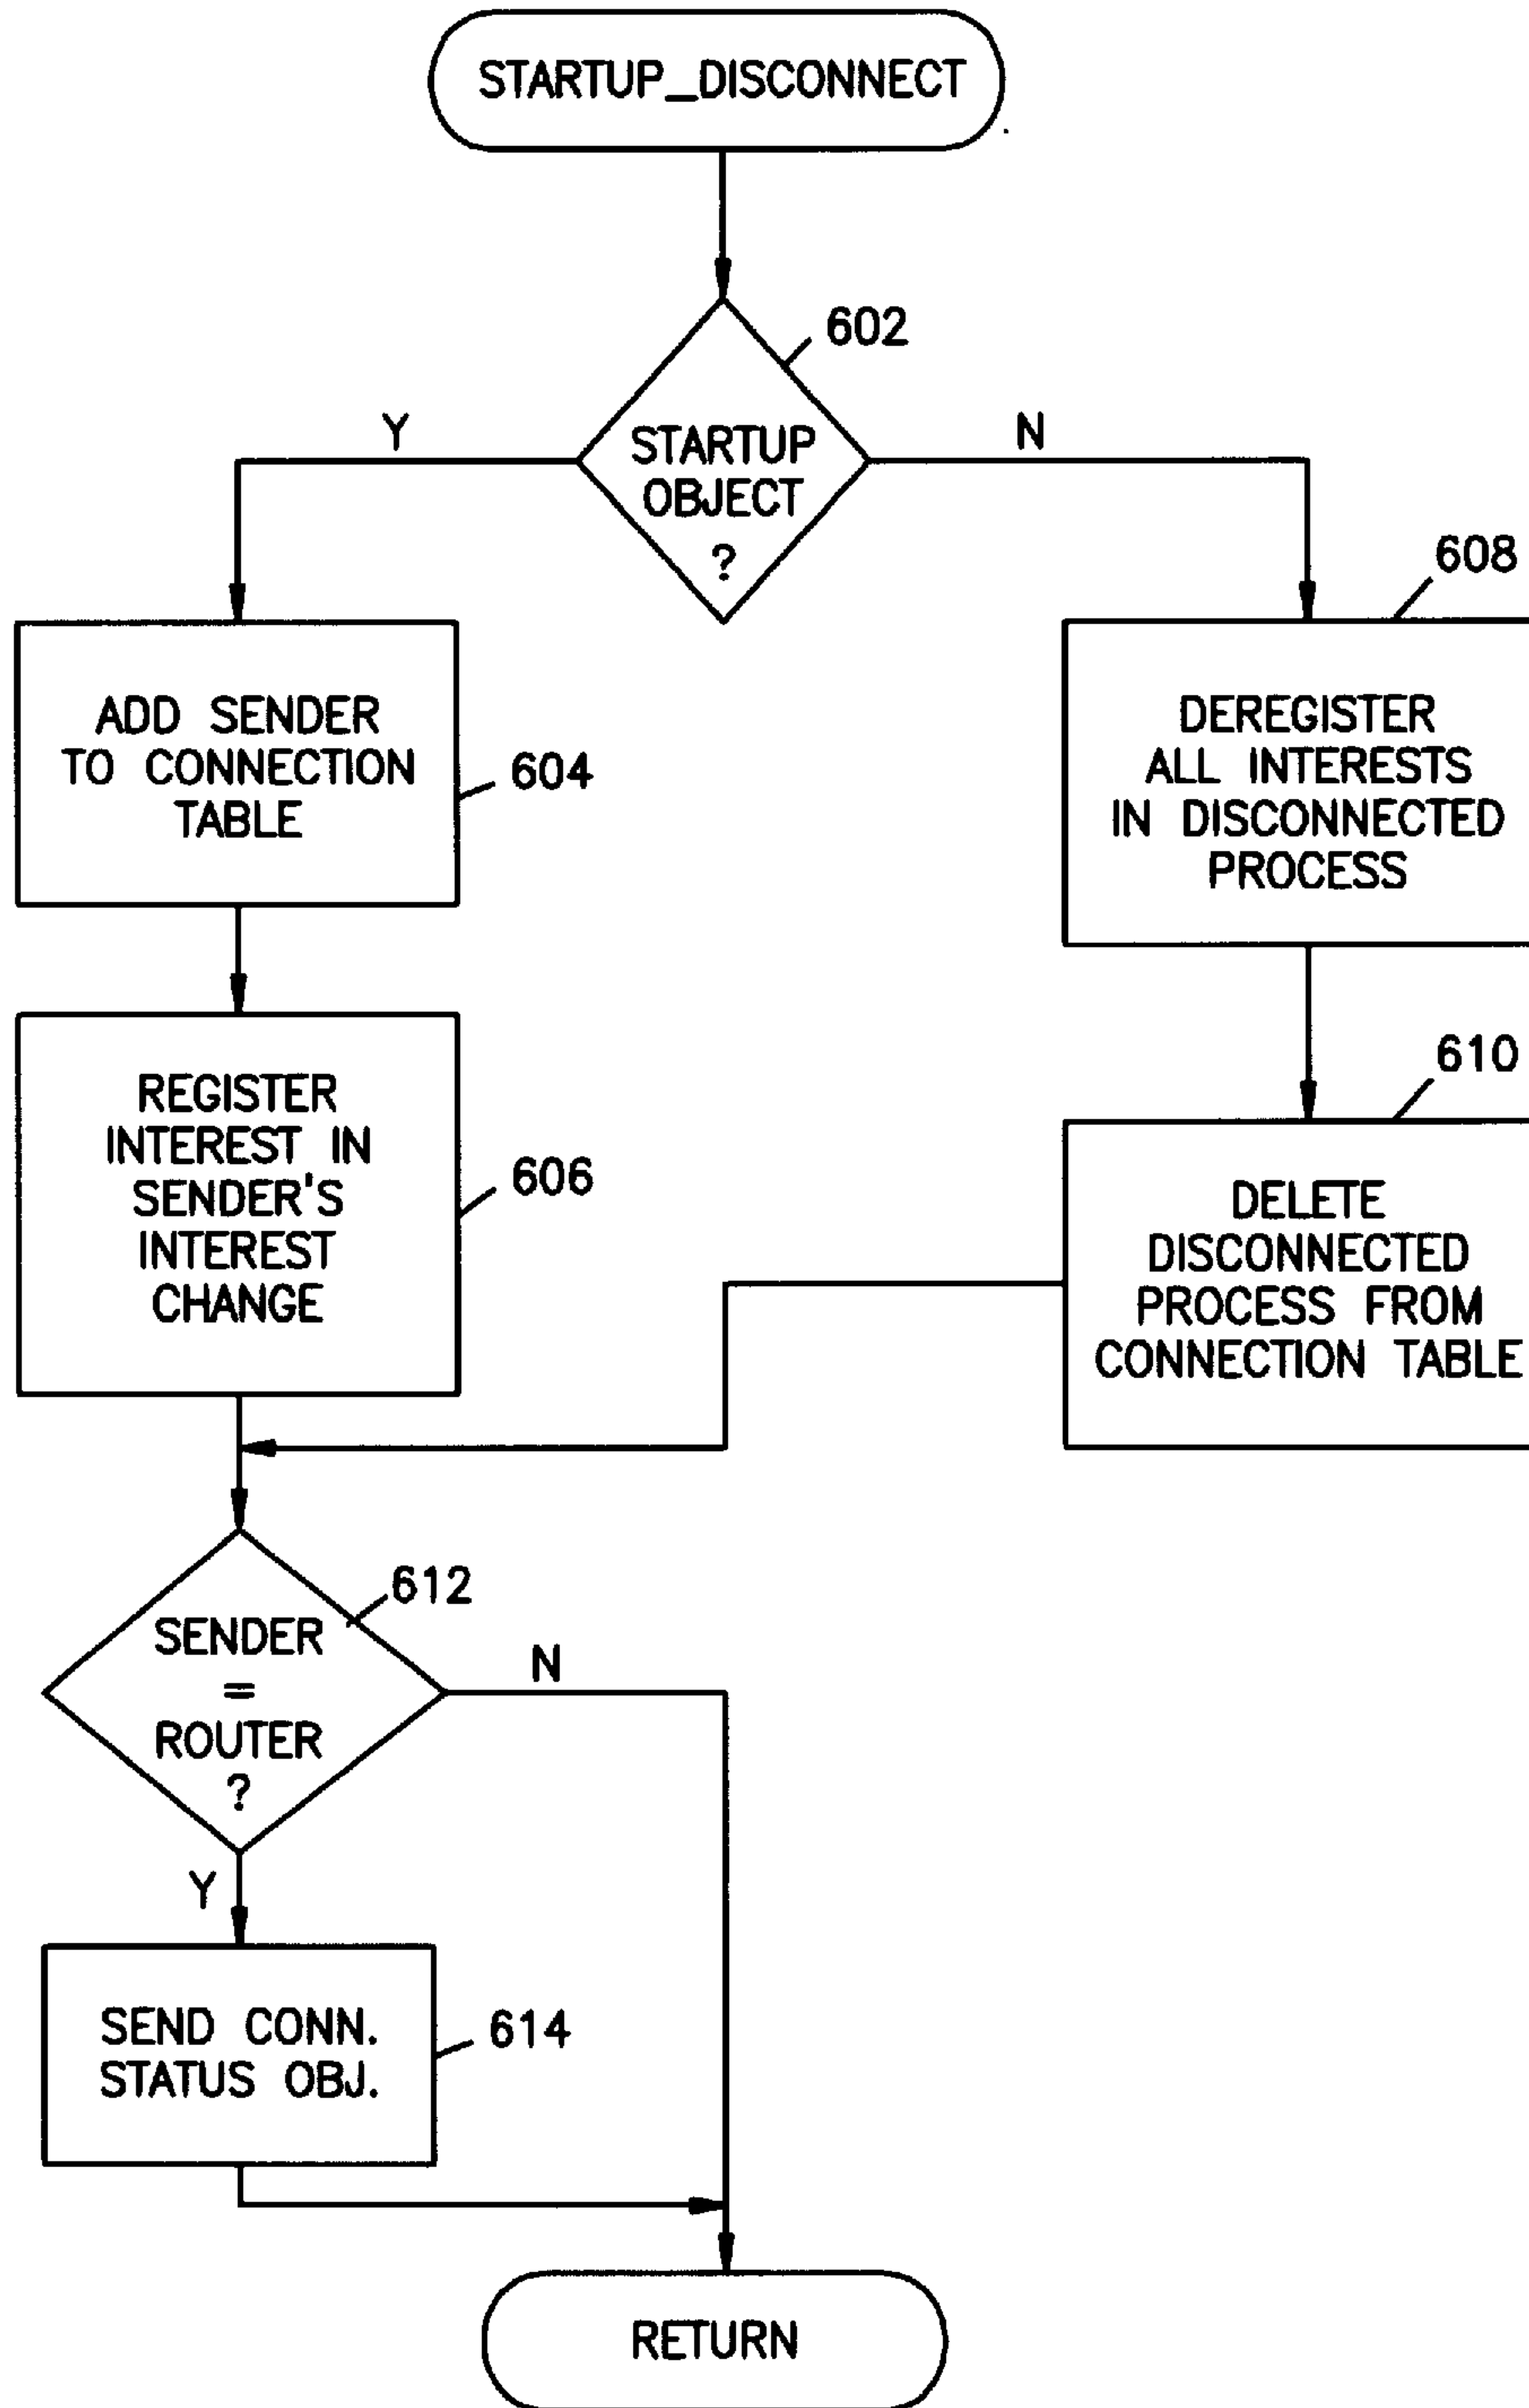 STARTUP_DISCONNECT
602
Y
N
STARTUP
OBJECT
?
608
ADD SENDER
TO CONNECTION
TABLE
604
DEREGISTER
ALL INTERESTS
IN DISCONNECTED
PROCESS
610
REGISTER
INTEREST IN
SENDER'S
INTEREST
CHANGE
606
DELETE
DISCONNECTED
PROCESS FROM
CONNECTION TABLE
612
SENDER
=
ROUTER
?
N
Y
SEND CONN.
STATUS OBJ.
614
RETURN